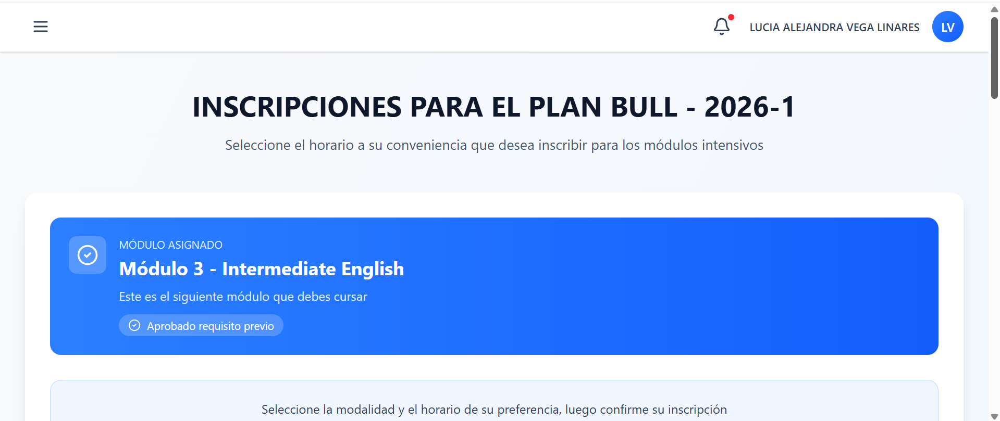 LUCIA ALEJANDRA VEGA LINARES
LV
INSCRIPCIONES PARA EL PLAN BULL - 2026-1
Seleccione el horario a su conveniencia que desea inscribir para los módulos intensivos
MÓDULO ASIGNADO
Módulo 3 - Intermediate English
Este es el siguiente módulo que debes cursar
Aprobado requisito previo
Seleccione la modalidad y el horario de su preferencia, luego confirme su inscripción